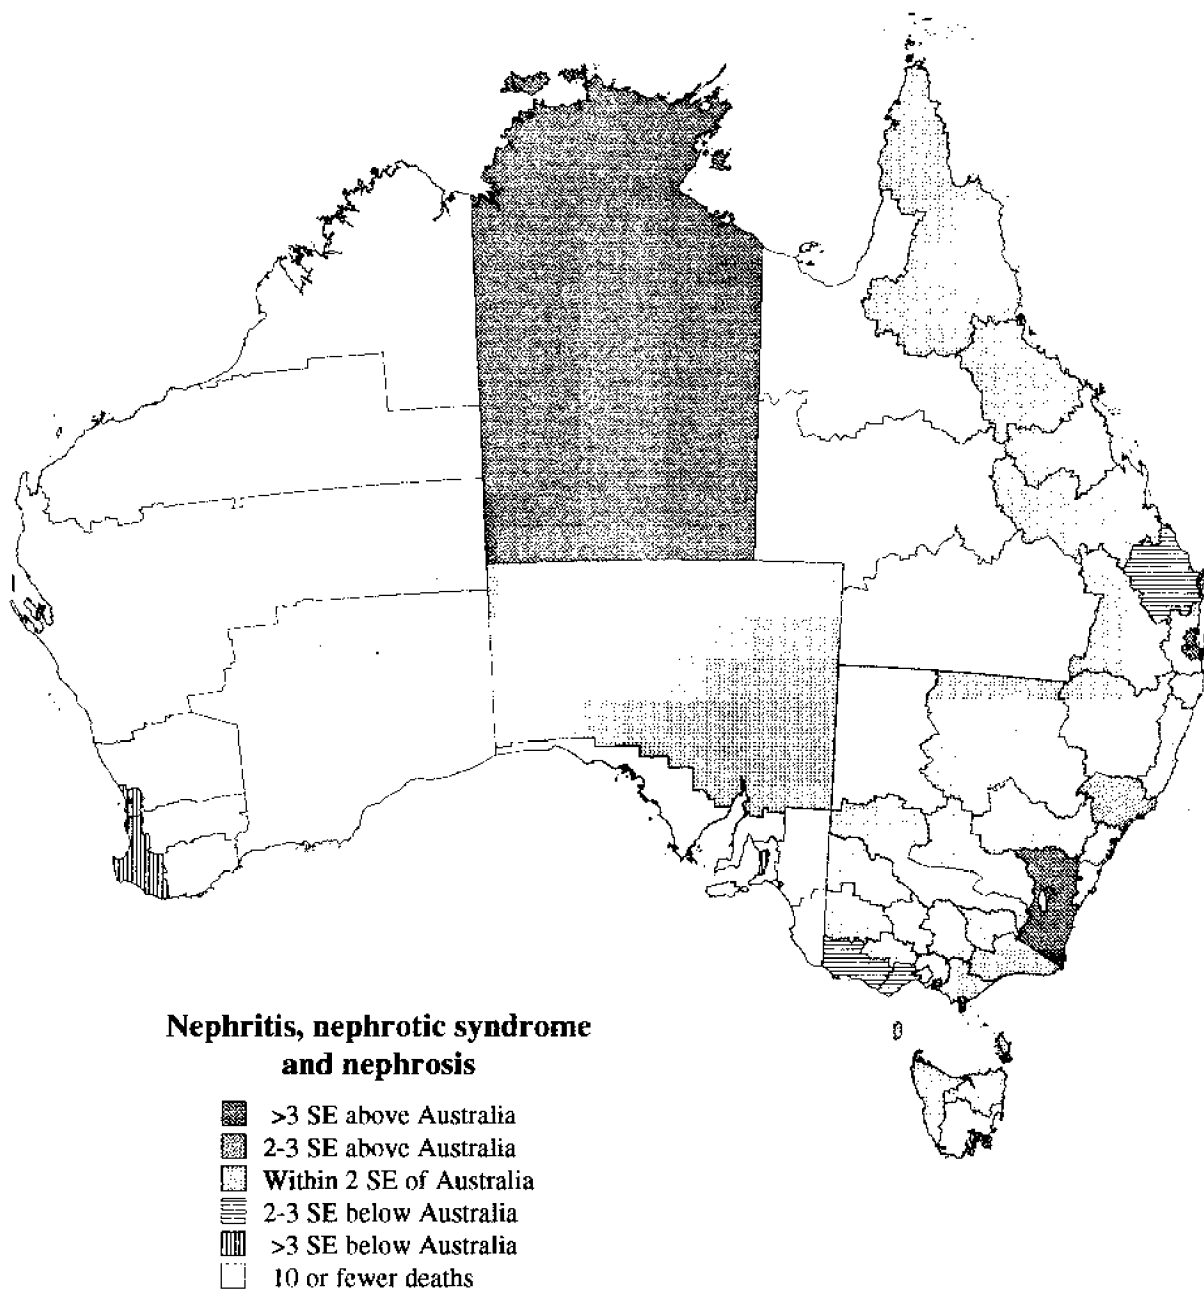 Nephritis, nephrotic syndrome
and nephrosis
>3 SE above Australia
2-3 SE above Australia
Within 2 SE of Australia
2-3 SE below Australia
>3 SE below Australia
10 or fewer deaths